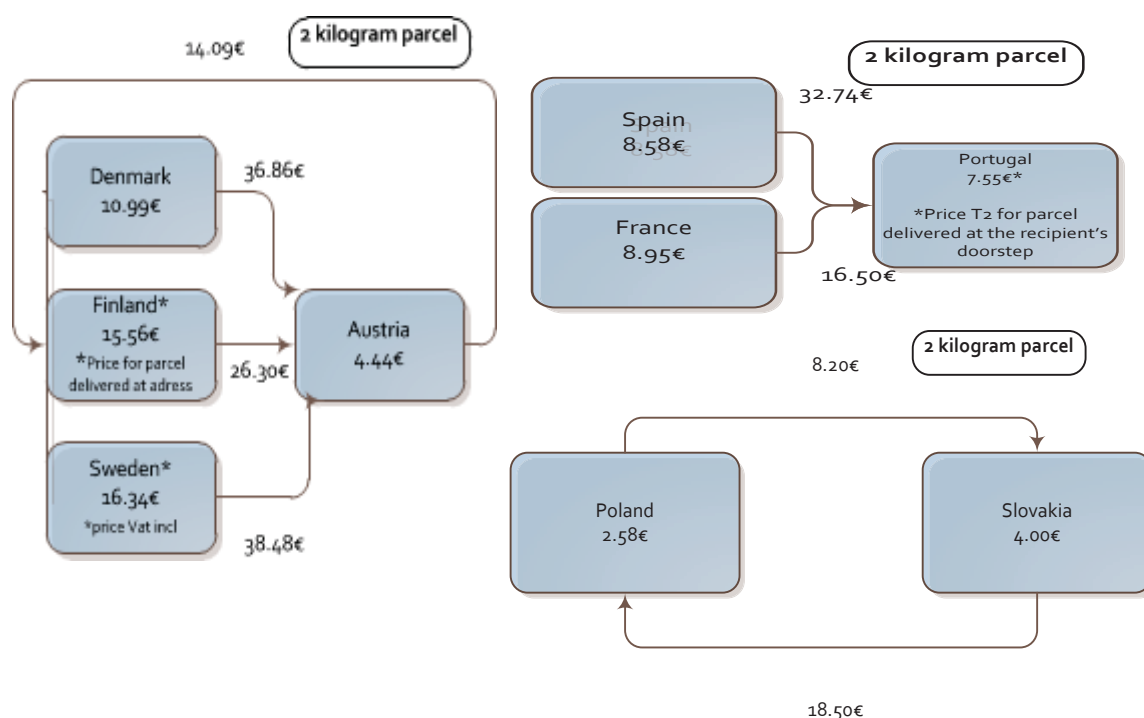 14.09€
2 kilogram parcel
Denmark
10.99€
36.86€
Finland*
15.56€
*Price for parcel
delivered at adress
26.30€
Austria
4.44€
Sweden*
16.34€
*price Vat incl
38.48€
2 kilogram parcel
32.74€
Spain
8.58€
France
8.95€
16.50€
Portugal
7.55€*
*Price T2 for parcel
delivered at the recipient's
doorstep
2 kilogram parcel
8.20€
Poland
2.58€
Slovakia
4.00€
18.50€